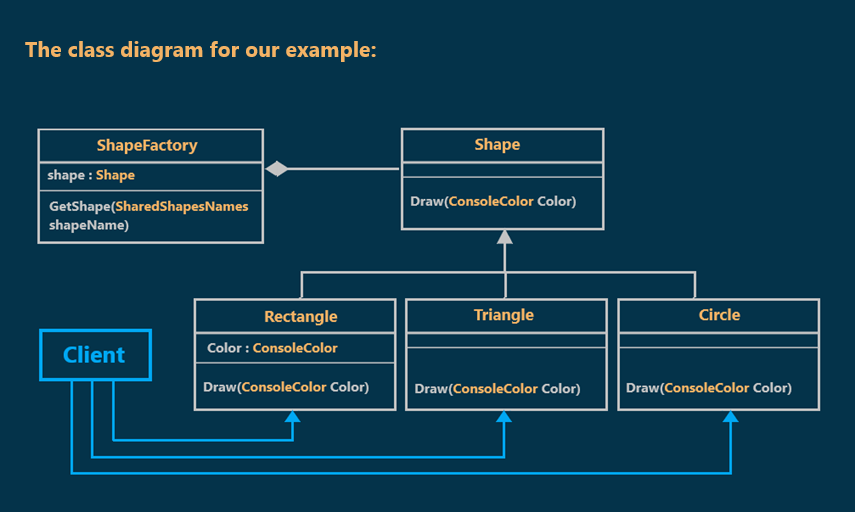 The class diagram for our example:
ShapeFactory
shape : Shape
GetShape(SharedShapesNames
shapeName)
Shape
Draw(ConsoleColor Color)
Rectangle
Color : ConsoleColor
Draw(ConsoleColor Color)
Triangle
Draw(ConsoleColor Color)
Circle
Draw(ConsoleColor Color)
Client